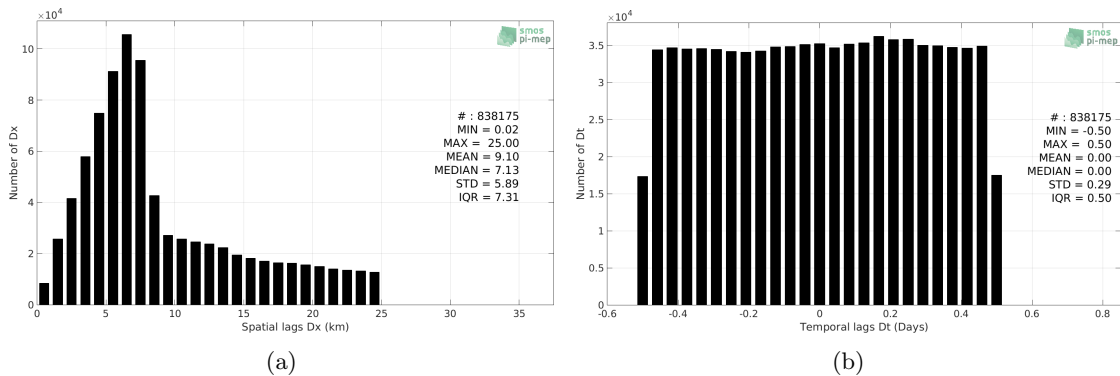 ×10⁴
10
8
6
4
2
0
Number of Dx
0 5 10 15 20 25 30 35
Spatial lags Dx (km)
smos
pi-mep
# : 838175
MIN = 0.02
MAX = 25.00
MEAN = 9.10
MEDIAN = 7.13
STD = 5.89
IQR = 7.31
(a)
×10⁴
3.5
3
2.5
2
1.5
1
0.5
0
Number of Dt
-0.6 -0.4 -0.2 0 0.2 0.4 0.6 0.8
Temporal lags Dt (Days)
smos
pi-mep
# : 838175
MIN = -0.50
MAX = 0.50
MEAN = 0.00
MEDIAN = 0.00
STD = 0.29
IQR = 0.50
(b)